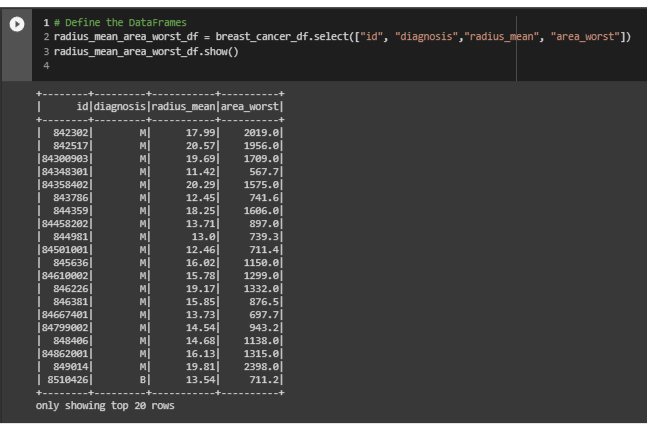 1 # Define the DataFrames
2 radius_mean_area_worst_df = breast_cancer_df.select(["id", "diagnosis","radius_mean", "area_worst"])
3 radius_mean_area_worst_df.show()
4
+--------+---------+-----------+----------+
|      id|diagnosis|radius_mean|area_worst|
+--------+---------+-----------+----------+
|  842302|        M|      17.99|    2019.0|
|  842517|        M|      20.57|    1956.0|
|84300903|        M|      19.69|    1709.0|
|84348301|        M|      11.42|     567.7|
|84358402|        M|      20.29|    1575.0|
|  843786|        M|      12.45|     741.6|
|  844359|        M|      18.25|    1606.0|
|84458202|        M|      13.71|     897.0|
|  844981|        M|       13.0|     739.3|
|84501001|        M|      12.46|     711.4|
|  845636|        M|      16.02|    1150.0|
|84610002|        M|      15.78|    1299.0|
|  846226|        M|      19.17|    1332.0|
|  846381|        M|      15.85|     876.5|
|84667401|        M|      13.73|     697.7|
|84799002|        M|      14.54|     943.2|
|  848406|        M|      14.68|    1138.0|
|84862001|        M|      16.13|    1315.0|
|  849014|        M|      19.81|    2398.0|
| 8510426|        B|      13.54|     711.2|
+--------+---------+-----------+----------+
only showing top 20 rows